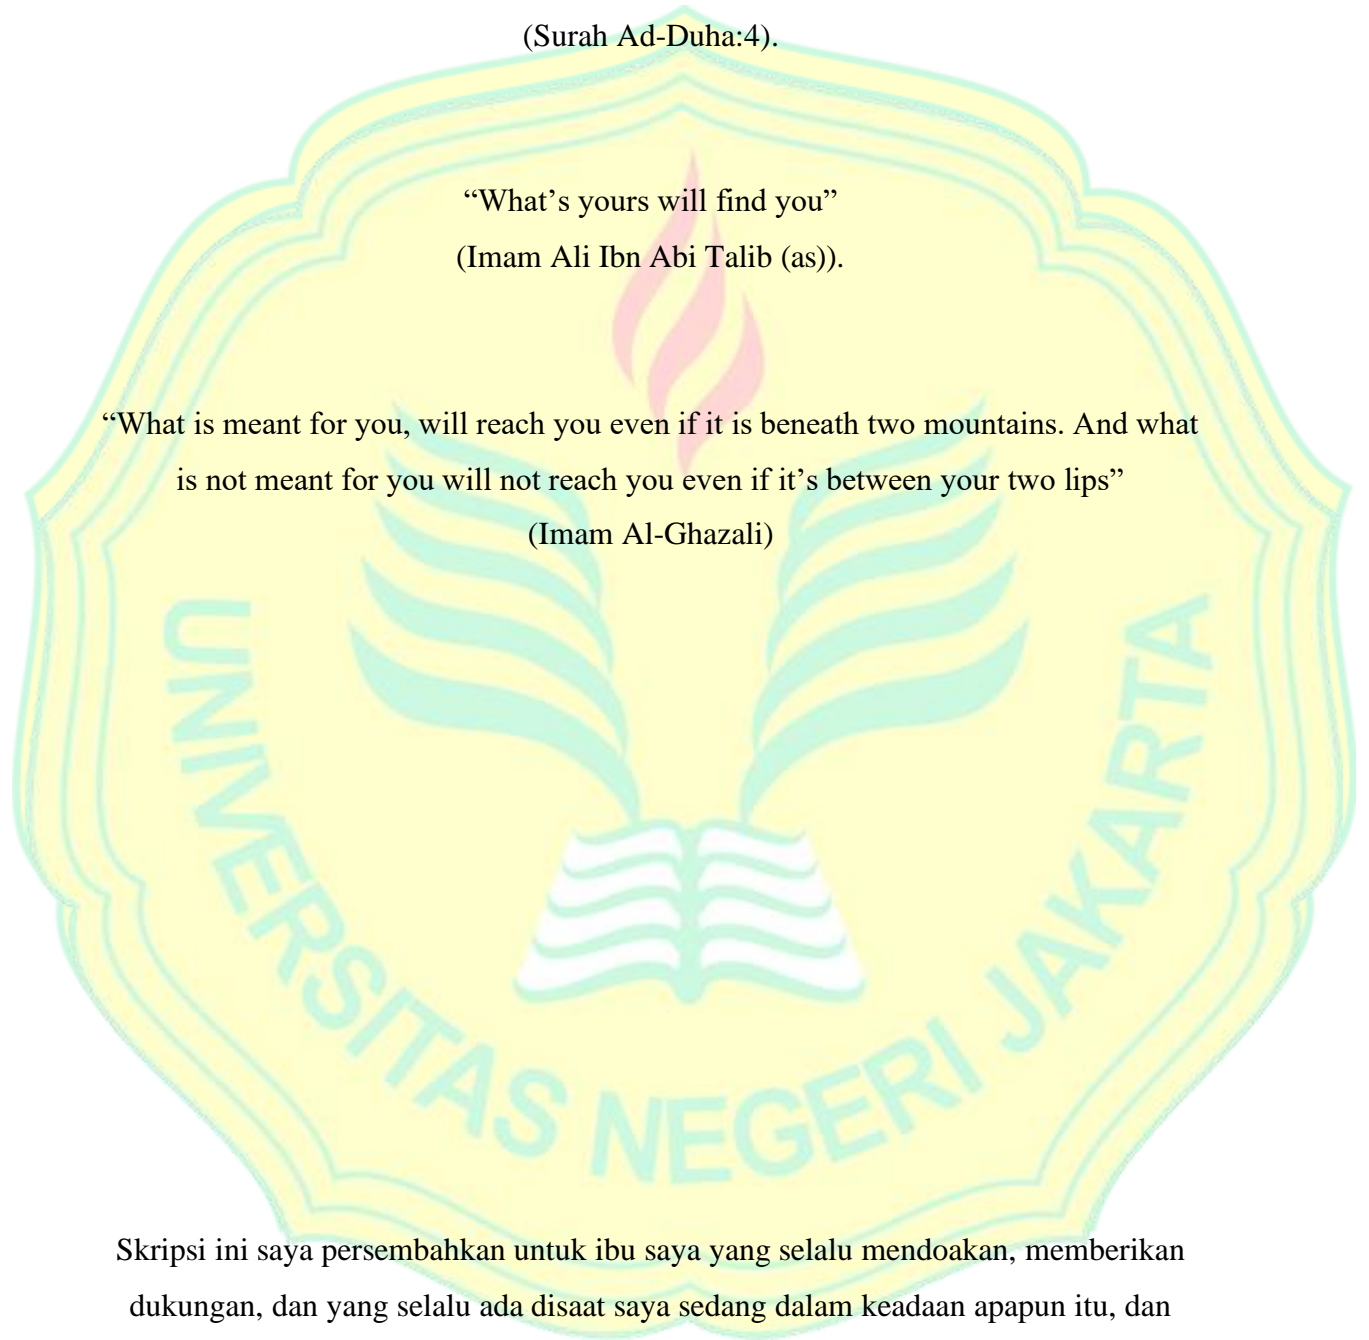 (Surah Ad-Duha:4).
“What’s yours will find you”
(Imam Ali Ibn Abi Talib (as)).
“What is meant for you, will reach you even if it is beneath two mountains. And what
is not meant for you will not reach you even if it’s between your two lips”
(Imam Al-Ghazali)
UNIVERSITAS NEGERI JAKARTA
Skripsi ini saya persembahkan untuk ibu saya yang selalu mendoakan, memberikan
dukungan, dan yang selalu ada disaat saya sedang dalam keadaan apapun itu, dan